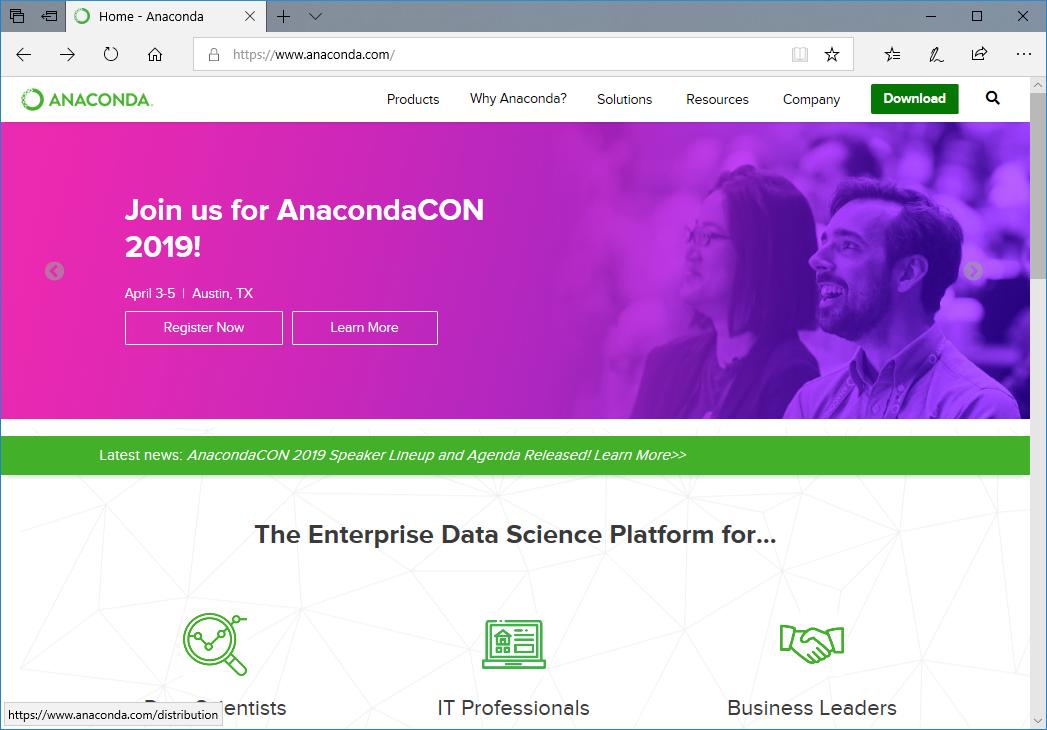 Home - Anaconda
https://www.anaconda.com/
ANACONDA.
Products
Why Anaconda?
Solutions
Resources
Company
Download
Join us for AnacondaCON
2019!
April 3-5 | Austin, TX
Register Now
Learn More
Latest news: AnacondaCON 2019 Speaker Lineup and Agenda Released! Learn More>>
The Enterprise Data Science Platform for...
IT Professionals
Business Leaders
https://www.anaconda.com/distribution